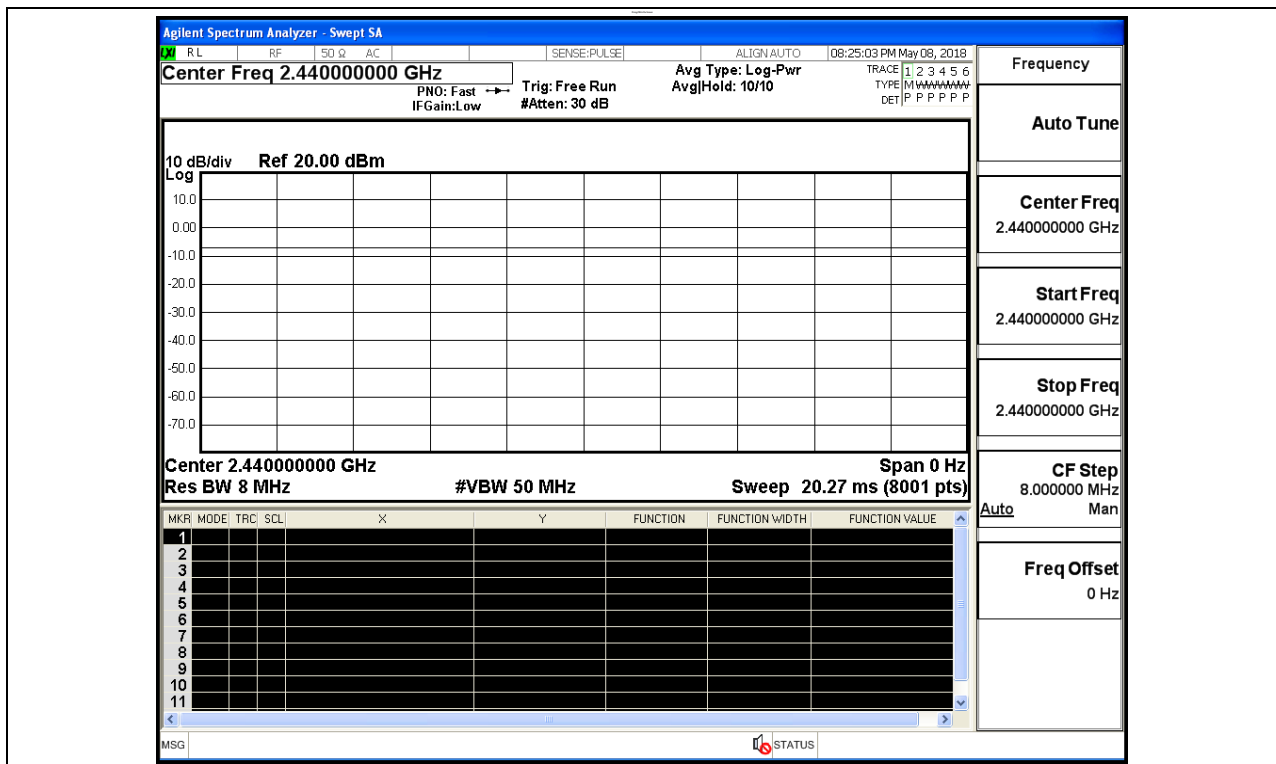 Agilent Spectrum Analyzer - Swept SA
LXI RL RF 50 Ω AC SENSE:PULSE ALIGN AUTO 08:25:03 PM May 08, 2018
Center Freq 2.440000000 GHz
PNO: Fast
IFGain:Low
Trig: Free Run
#Atten: 30 dB
Avg Type: Log-Pwr
Avg|Hold: 10/10
TRACE 1 2 3 4 5 6
TYPE M W W W W W
DET P P P P P P
10 dB/div Ref 20.00 dBm
Log
10.0
0.00
-10.0
-20.0
-30.0
-40.0
-50.0
-60.0
-70.0
Center 2.440000000 GHz Span 0 Hz
Res BW 8 MHz #VBW 50 MHz Sweep 20.27 ms (8001 pts)
MKR MODE TRC SCL X Y FUNCTION FUNCTION WIDTH FUNCTION VALUE
1
2
3
4
5
6
7
8
9
10
11
MSG STATUS
Frequency
Auto Tune
Center Freq
2.440000000 GHz
Start Freq
2.440000000 GHz
Stop Freq
2.440000000 GHz
CF Step
8.000000 MHz
Auto Man
Freq Offset
0 Hz